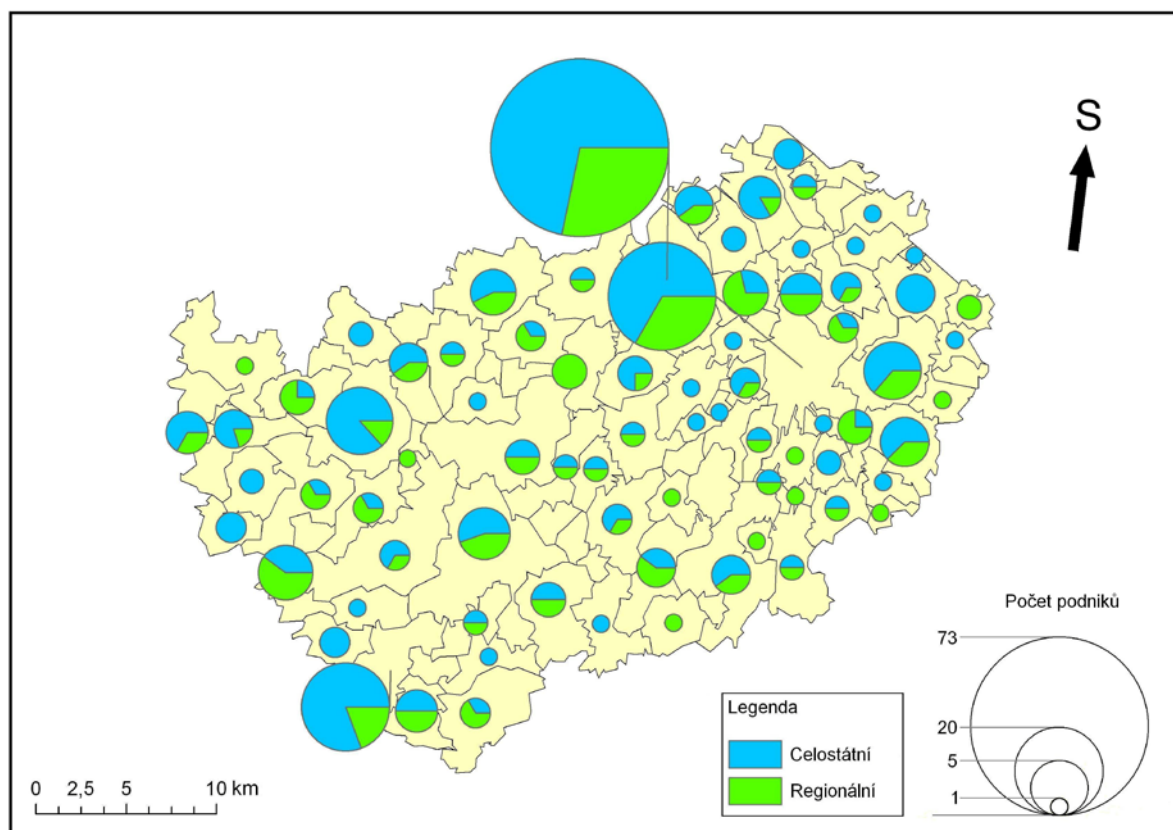 S
Počet podniků
73
20
5
1
Legenda
Celostátní
Regionální
0 2,5 5 10 km